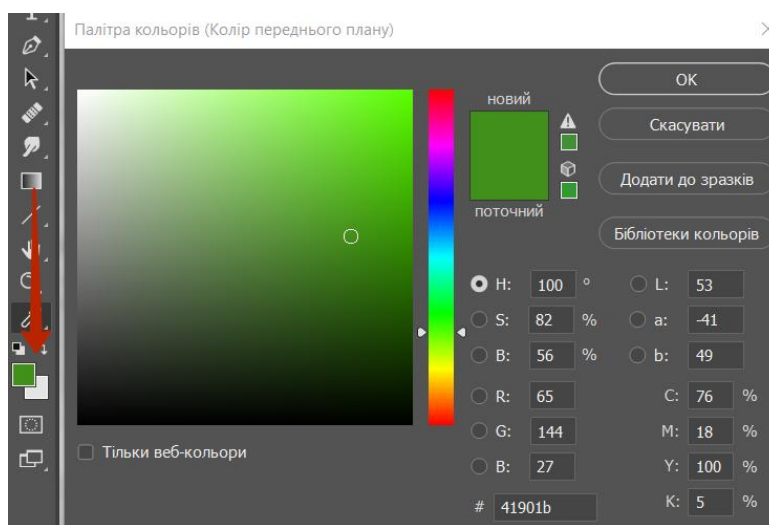 Палітра кольорів (Колір переднього плану)
новий
поточний
OK
Скасувати
Додати до зразків
Бібліотеки кольорів
H: 100 °
S: 82 %
B: 56 %
R: 65
G: 144
B: 27
# 41901b
L: 53
a: -41
b: 49
C: 76 %
M: 18 %
Y: 100 %
K: 5 %
Тільки веб-кольори